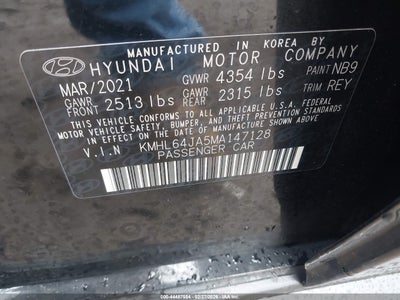 MANUFACTURED IN KOREA BY
HYUNDAI MOTOR COMPANY
MAR/2021 GVWR 4354 lbs PAINT NB9
GAWR FRONT 2513 lbs GAWR REAR 2315 lbs TRIM REY
THIS VEHICLE CONFORMS TO ALL APPLICABLE U.S.A. FEDERAL
MOTOR VEHICLE SAFETY, BUMPER, AND THEFT PREVENTION
STANDARDS IN EFFECT ON THE DATE OF MANUFACTURE SHOWN ABOVE.
V.I.N KMHL64JA5MA147128
PASSENGER CAR